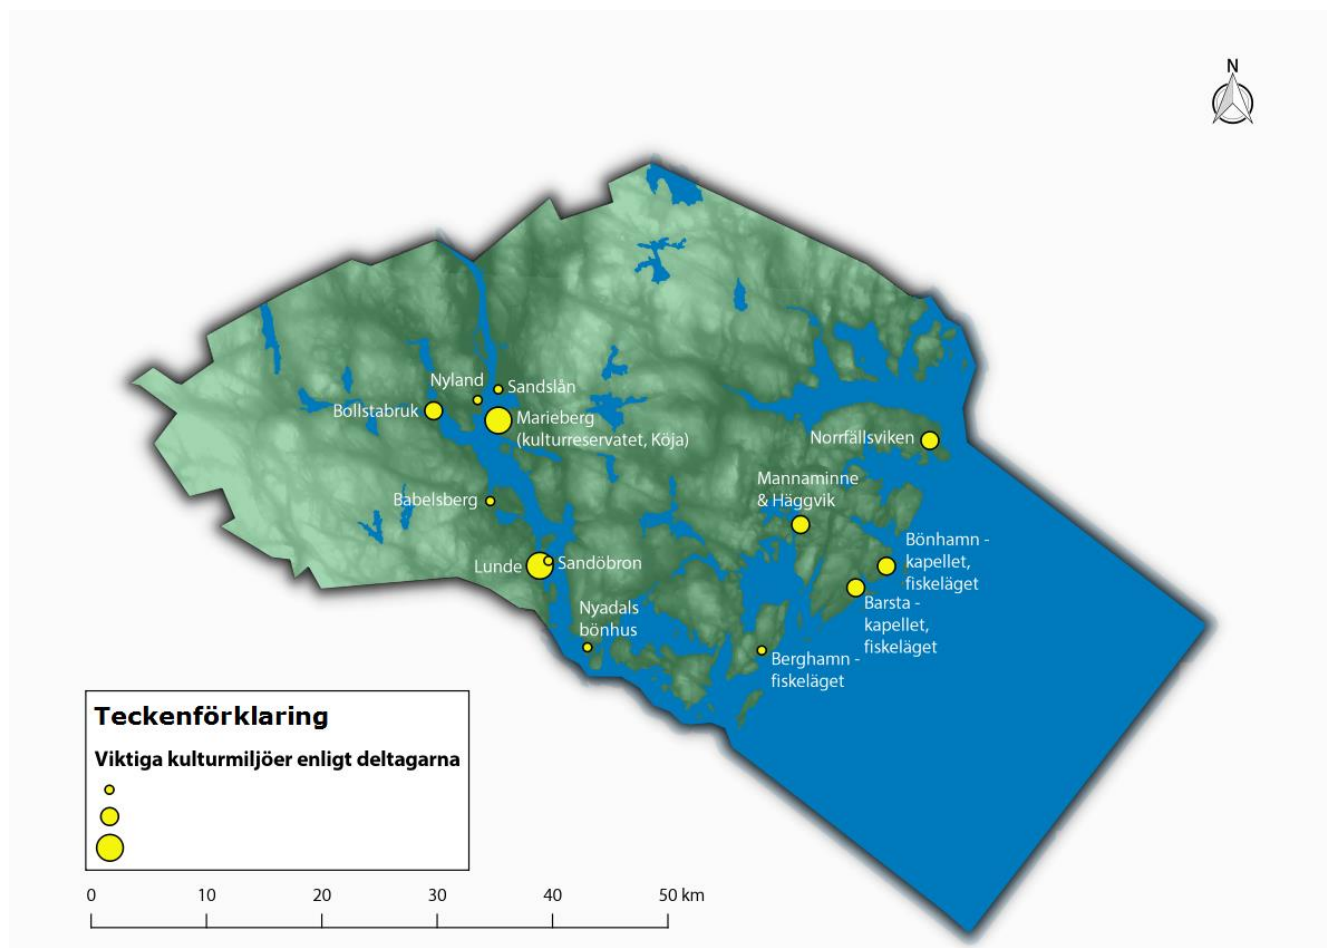 N
Nyland
Sandslån
Bollstabruk
Marieberg
(kulturreservatet, Köja)
Norrfällsviken
Mannaminne
& Häggvik
Babelsberg
Bönhamn -
kapellet,
fiskeläget
Lunde
Sandöbron
Barsta -
kapellet,
fiskeläget
Nyadals
bönhus
Berghamn -
fiskeläget
Teckenförklaring
Viktiga kulturmiljöer enligt deltagarna
0 10 20 30 40 50 km